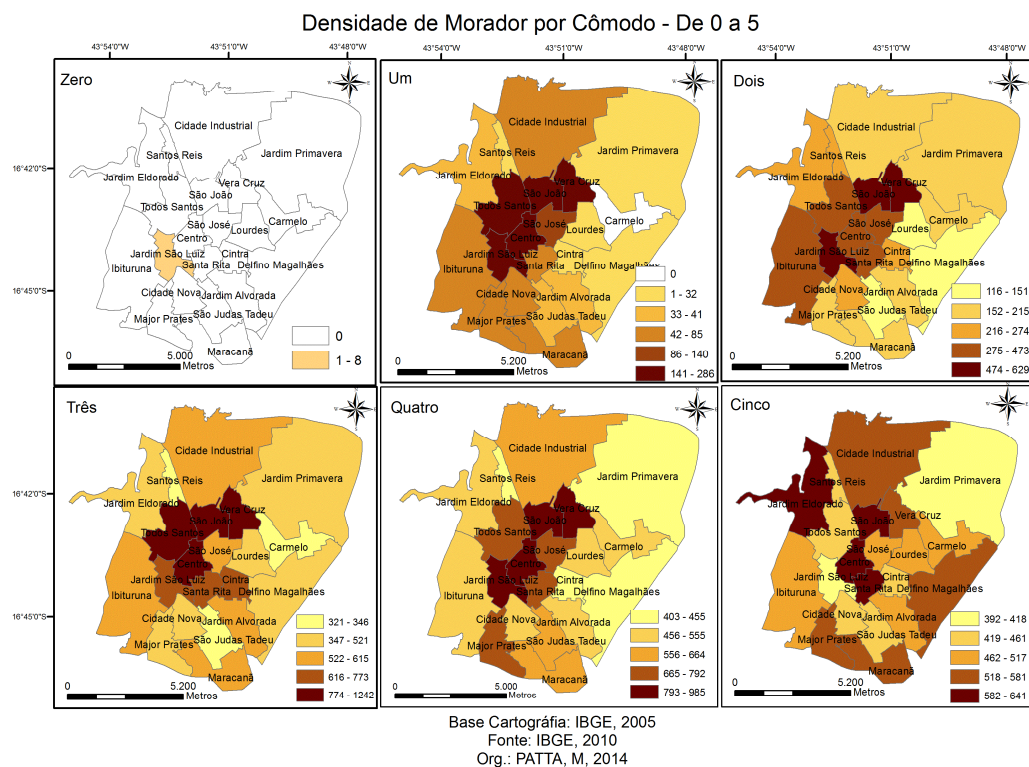 Densidade de Morador por Cômodo - De 0 a 5
43°54'0"W 43°51'0"W 43°48'0"W
43°54'0"W 43°51'0"W 43°48'0"W
43°54'0"W 43°51'0"W 43°48'0"W
16°42'0"S
16°45'0"S
16°42'0"S
16°45'0"S
Zero
Cidade Industrial
Santos Reis
Jardim Primavera
Jardim Eldorado
Vera Cruz
São João
Todos Santos
Carmelo
São José
Lourdes
Centro
Jardim São Luiz
Cintra
Ibituruna
Santa Rita
Delfino Magalhães
Cidade Nova
Jardim Alvorada
Major Prates
São Judas Tadeu
Maracanã
0
1 - 8
0 5.000
Metros
Um
Cidade Industrial
Santos Reis
Jardim Primavera
Jardim Eldorado
Vera Cruz
São João
Todos Santos
Carmelo
São José
Lourdes
Centro
Jardim São Luiz
Cintra
Ibituruna
Santa Rita
Delfino Magalhães
Cidade Nova
Jardim Alvorada
Major Prates
São Judas Tadeu
Maracanã
0
1 - 32
33 - 41
42 - 85
86 - 140
141 - 286
0 5.200
Metros
Dois
Cidade Industrial
Santos Reis
Jardim Primavera
Jardim Eldorado
Vera Cruz
São João
Todos Santos
Carmelo
São José
Lourdes
Centro
Jardim São Luiz
Cintra
Ibituruna
Santa Rita
Delfino Magalhães
Cidade Nova
Jardim Alvorada
Major Prates
São Judas Tadeu
Maracanã
116 - 151
152 - 215
216 - 274
275 - 473
474 - 629
0 5.200
Metros
Três
Cidade Industrial
Santos Reis
Jardim Primavera
Jardim Eldorado
Vera Cruz
São João
Todos Santos
Carmelo
São José
Lourdes
Centro
Jardim São Luiz
Cintra
Ibituruna
Santa Rita
Delfino Magalhães
Cidade Nova
Jardim Alvorada
Major Prates
São Judas Tadeu
Maracanã
321 - 346
347 - 521
522 - 615
616 - 773
774 - 1242
0 5.200
Metros
Quatro
Cidade Industrial
Santos Reis
Jardim Primavera
Jardim Eldorado
Vera Cruz
São João
Todos Santos
Carmelo
São José
Lourdes
Centro
Jardim São Luiz
Cintra
Ibituruna
Santa Rita
Delfino Magalhães
Cidade Nova
Jardim Alvorada
Major Prates
São Judas Tadeu
Maracanã
403 - 455
456 - 555
556 - 664
665 - 792
793 - 985
0 5.000
Metros
Cinco
Cidade Industrial
Santos Reis
Jardim Primavera
Jardim Eldorado
Vera Cruz
São João
Todos Santos
Carmelo
São José
Lourdes
Centro
Jardim São Luiz
Cintra
Ibituruna
Santa Rita
Delfino Magalhães
Cidade Nova
Jardim Alvorada
Major Prates
São Judas Tadeu
Maracanã
392 - 418
419 - 461
462 - 517
518 - 581
582 - 641
0 5.200
Metros
Base Cartográfia: IBGE, 2005
Fonte: IBGE, 2010
Org.: PATTA, M, 2014